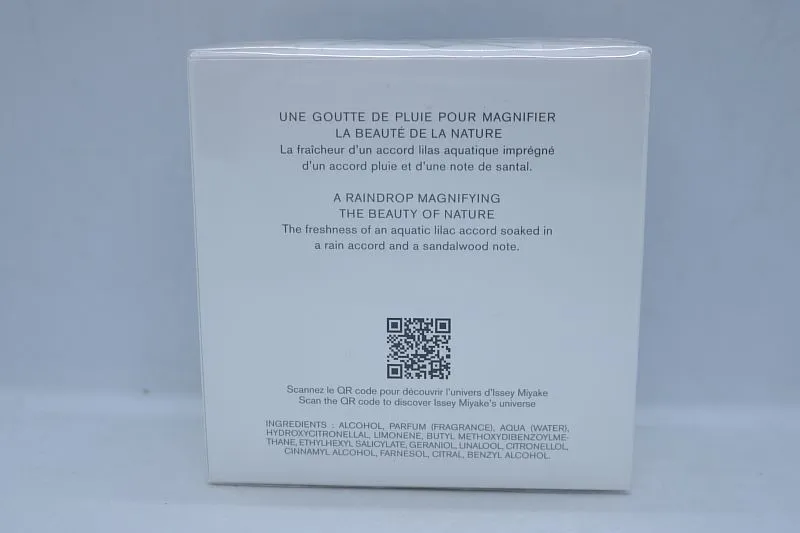 UNE GOUTTE DE PLUIE POUR MAGNIFIER
LA BEAUTÉ DE LA NATURE
La fraîcheur d'un accord lilas aquatique imprégné
d'un accord pluie et d'une note de santal.
A RAINDROP MAGNIFYING
THE BEAUTY OF NATURE
The freshness of an aquatic lilac accord soaked in
a rain accord and a sandalwood note.
Scannez le QR code pour découvrir l'univers d'Issey Miyake
Scan the QR code to discover Issey Miyake's universe
INGREDIENTS : ALCOHOL, PARFUM (FRAGRANCE), AQUA (WATER),
HYDROXYCITRONELLAL, LIMONENE, BUTYL METHOXYDIBENZOYLME-
THANE, ETHYLHEXYL SALICYLATE, GERANIOL, LINALOOL, CITRONELLOL,
CINNAMYL ALCOHOL, FARNESOL, CITRAL, BENZYL ALCOHOL.